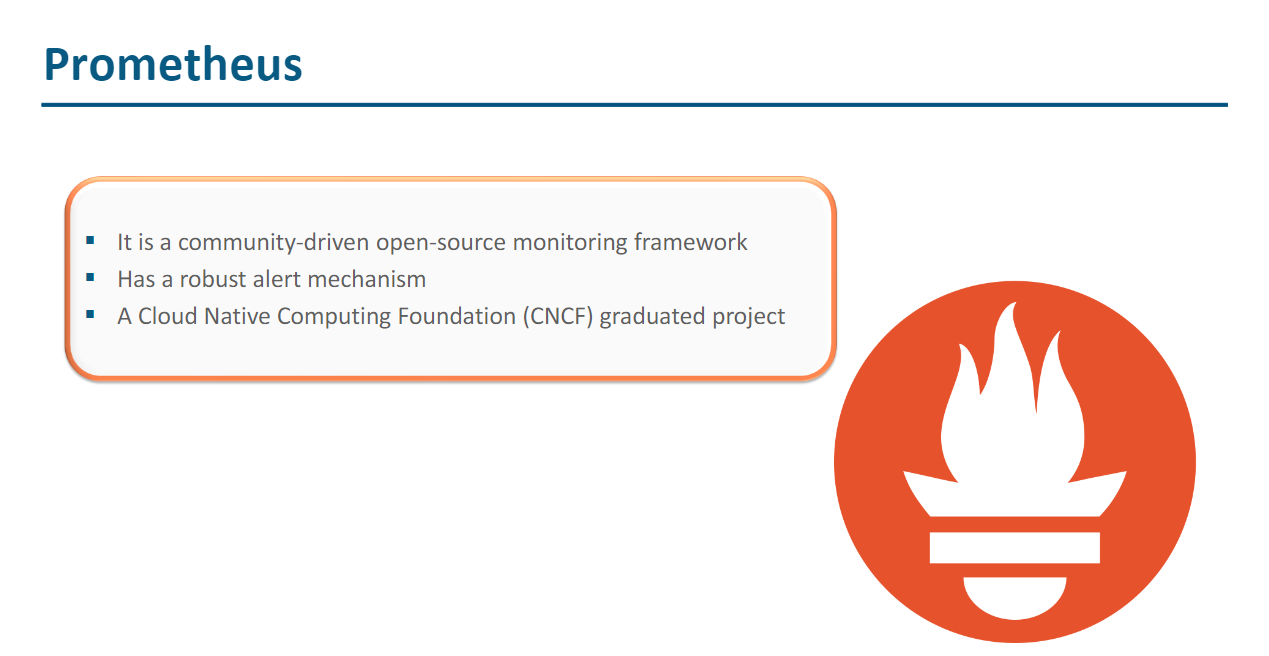 Prometheus
It is a community-driven open-source monitoring framework
Has a robust alert mechanism
A Cloud Native Computing Foundation (CNCF) graduated project